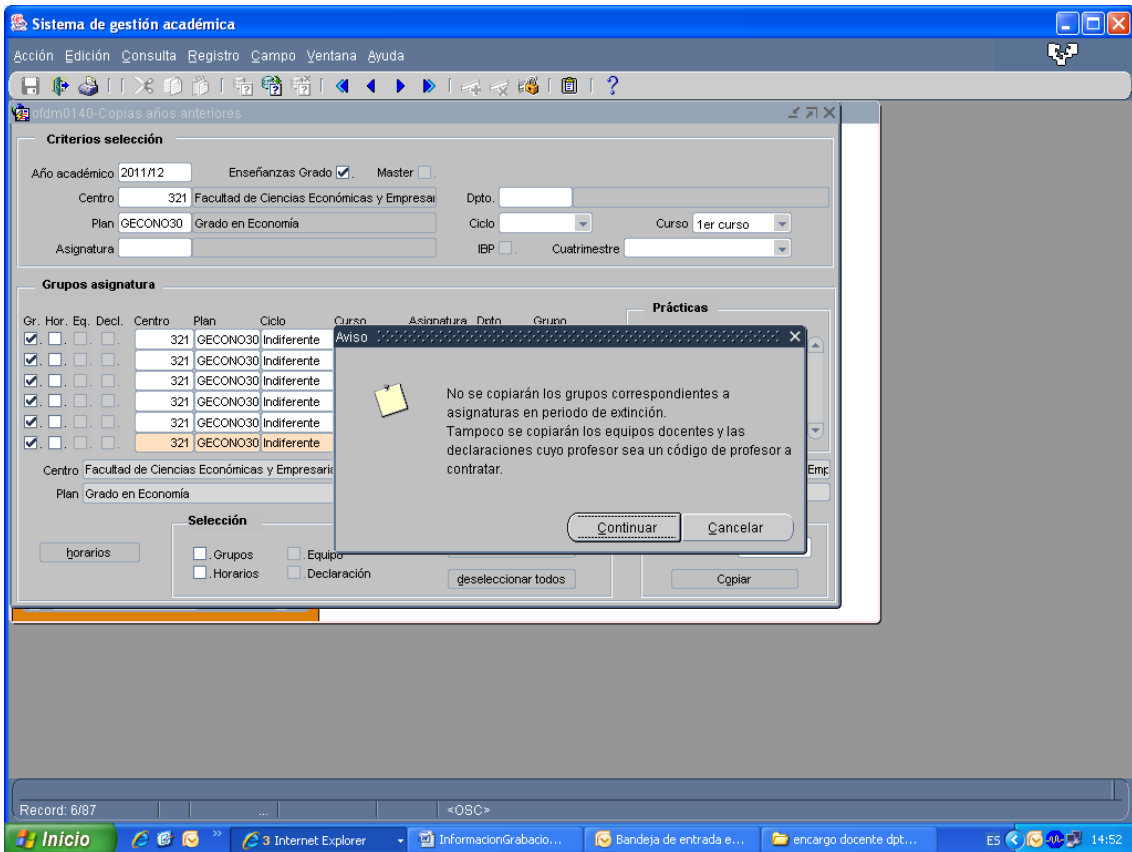 Sistema de gestión académica
Acción Edición Consulta Registro Campo Ventana Ayuda
ofdm0140-Copias años anteriores
Criterios selección
Año académico 2011/12 Enseñanzas Grado . Master .
Centro 321 Facultad de Ciencias Económicas y Empresai Dpto.
Plan GECONO30 Grado en Economía Ciclo Curso 1er curso
Asignatura IBP . Cuatrimestre
Grupos asignatura
Prácticas
Gr. Hor. Eq. Decl. Centro Plan Ciclo Curso Asignatura Dpto Grupo
321 GECONO30 Indiferente
321 GECONO30 Indiferente
321 GECONO30 Indiferente
321 GECONO30 Indiferente
321 GECONO30 Indiferente
321 GECONO30 Indiferente
Aviso
No se copiarán los grupos correspondientes a
asignaturas en periodo de extinción.
Tampoco se copiarán los equipos docentes y las
declaraciones cuyo profesor sea un código de profesor a
contratar.
Continuar Cancelar
Centro Facultad de Ciencias Económicas y Empresarie Emp
Plan Grado en Economía
Selección
horarios .Grupos .Equipo
.Horarios .Declaración deseleccionar todos Copiar
Record: 6/87 ... <OSC>
Inicio » 3 Internet Explorer InformacionGrabacio... Bandeja de entrada e... encargo docente dpt... ES 14:52